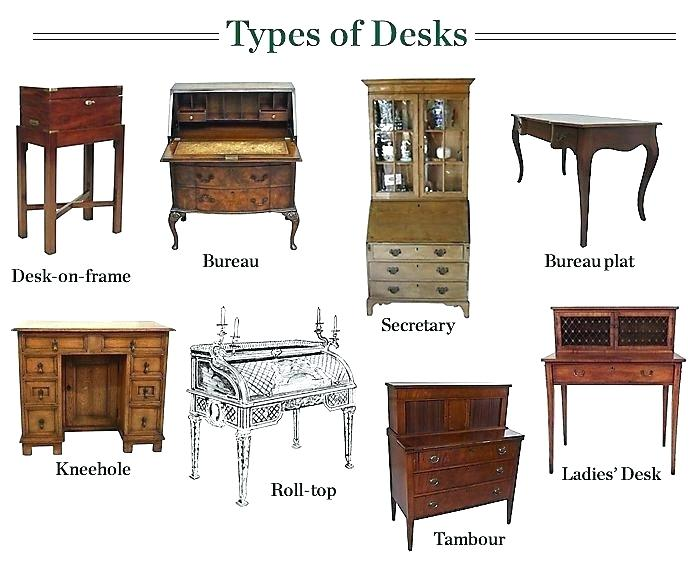 Types of Desks
Desk-on-frame
Bureau
Secretary
Bureau plat
Kneehole
Roll-top
Tambour
Ladies' Desk